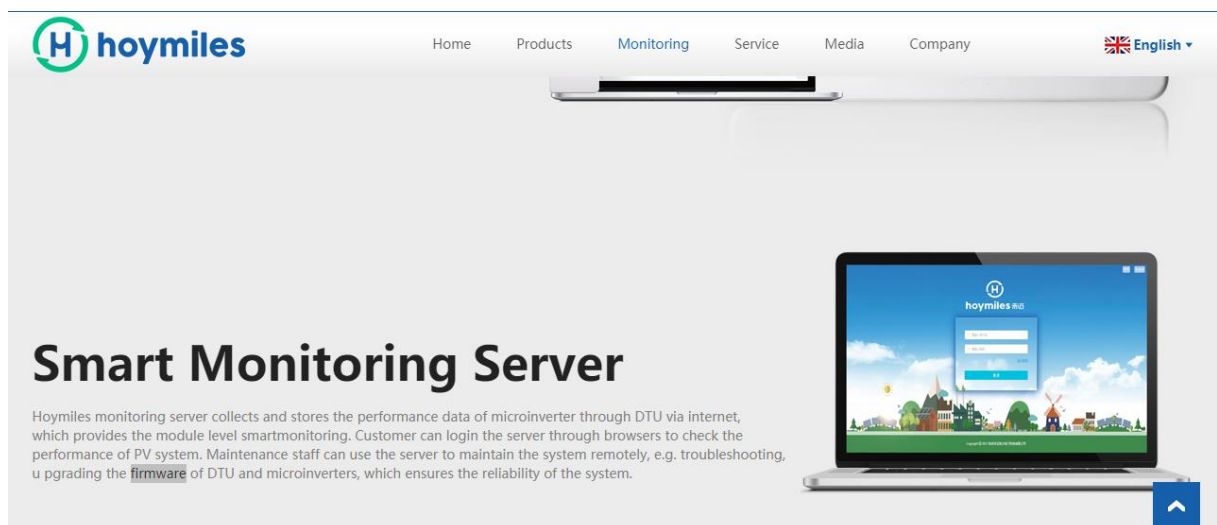 hoymiles
Home Products Monitoring Service Media Company
English
hoymiles 禾迈
Smart Monitoring Server
Hoymiles monitoring server collects and stores the performance data of microinverter through DTU via internet,
which provides the module level smartmonitoring. Customer can login the server through browsers to check the
performance of PV system. Maintenance staff can use the server to maintain the system remotely, e.g. troubleshooting,
u pgrading the firmware of DTU and microinverters, which ensures the reliability of the system.